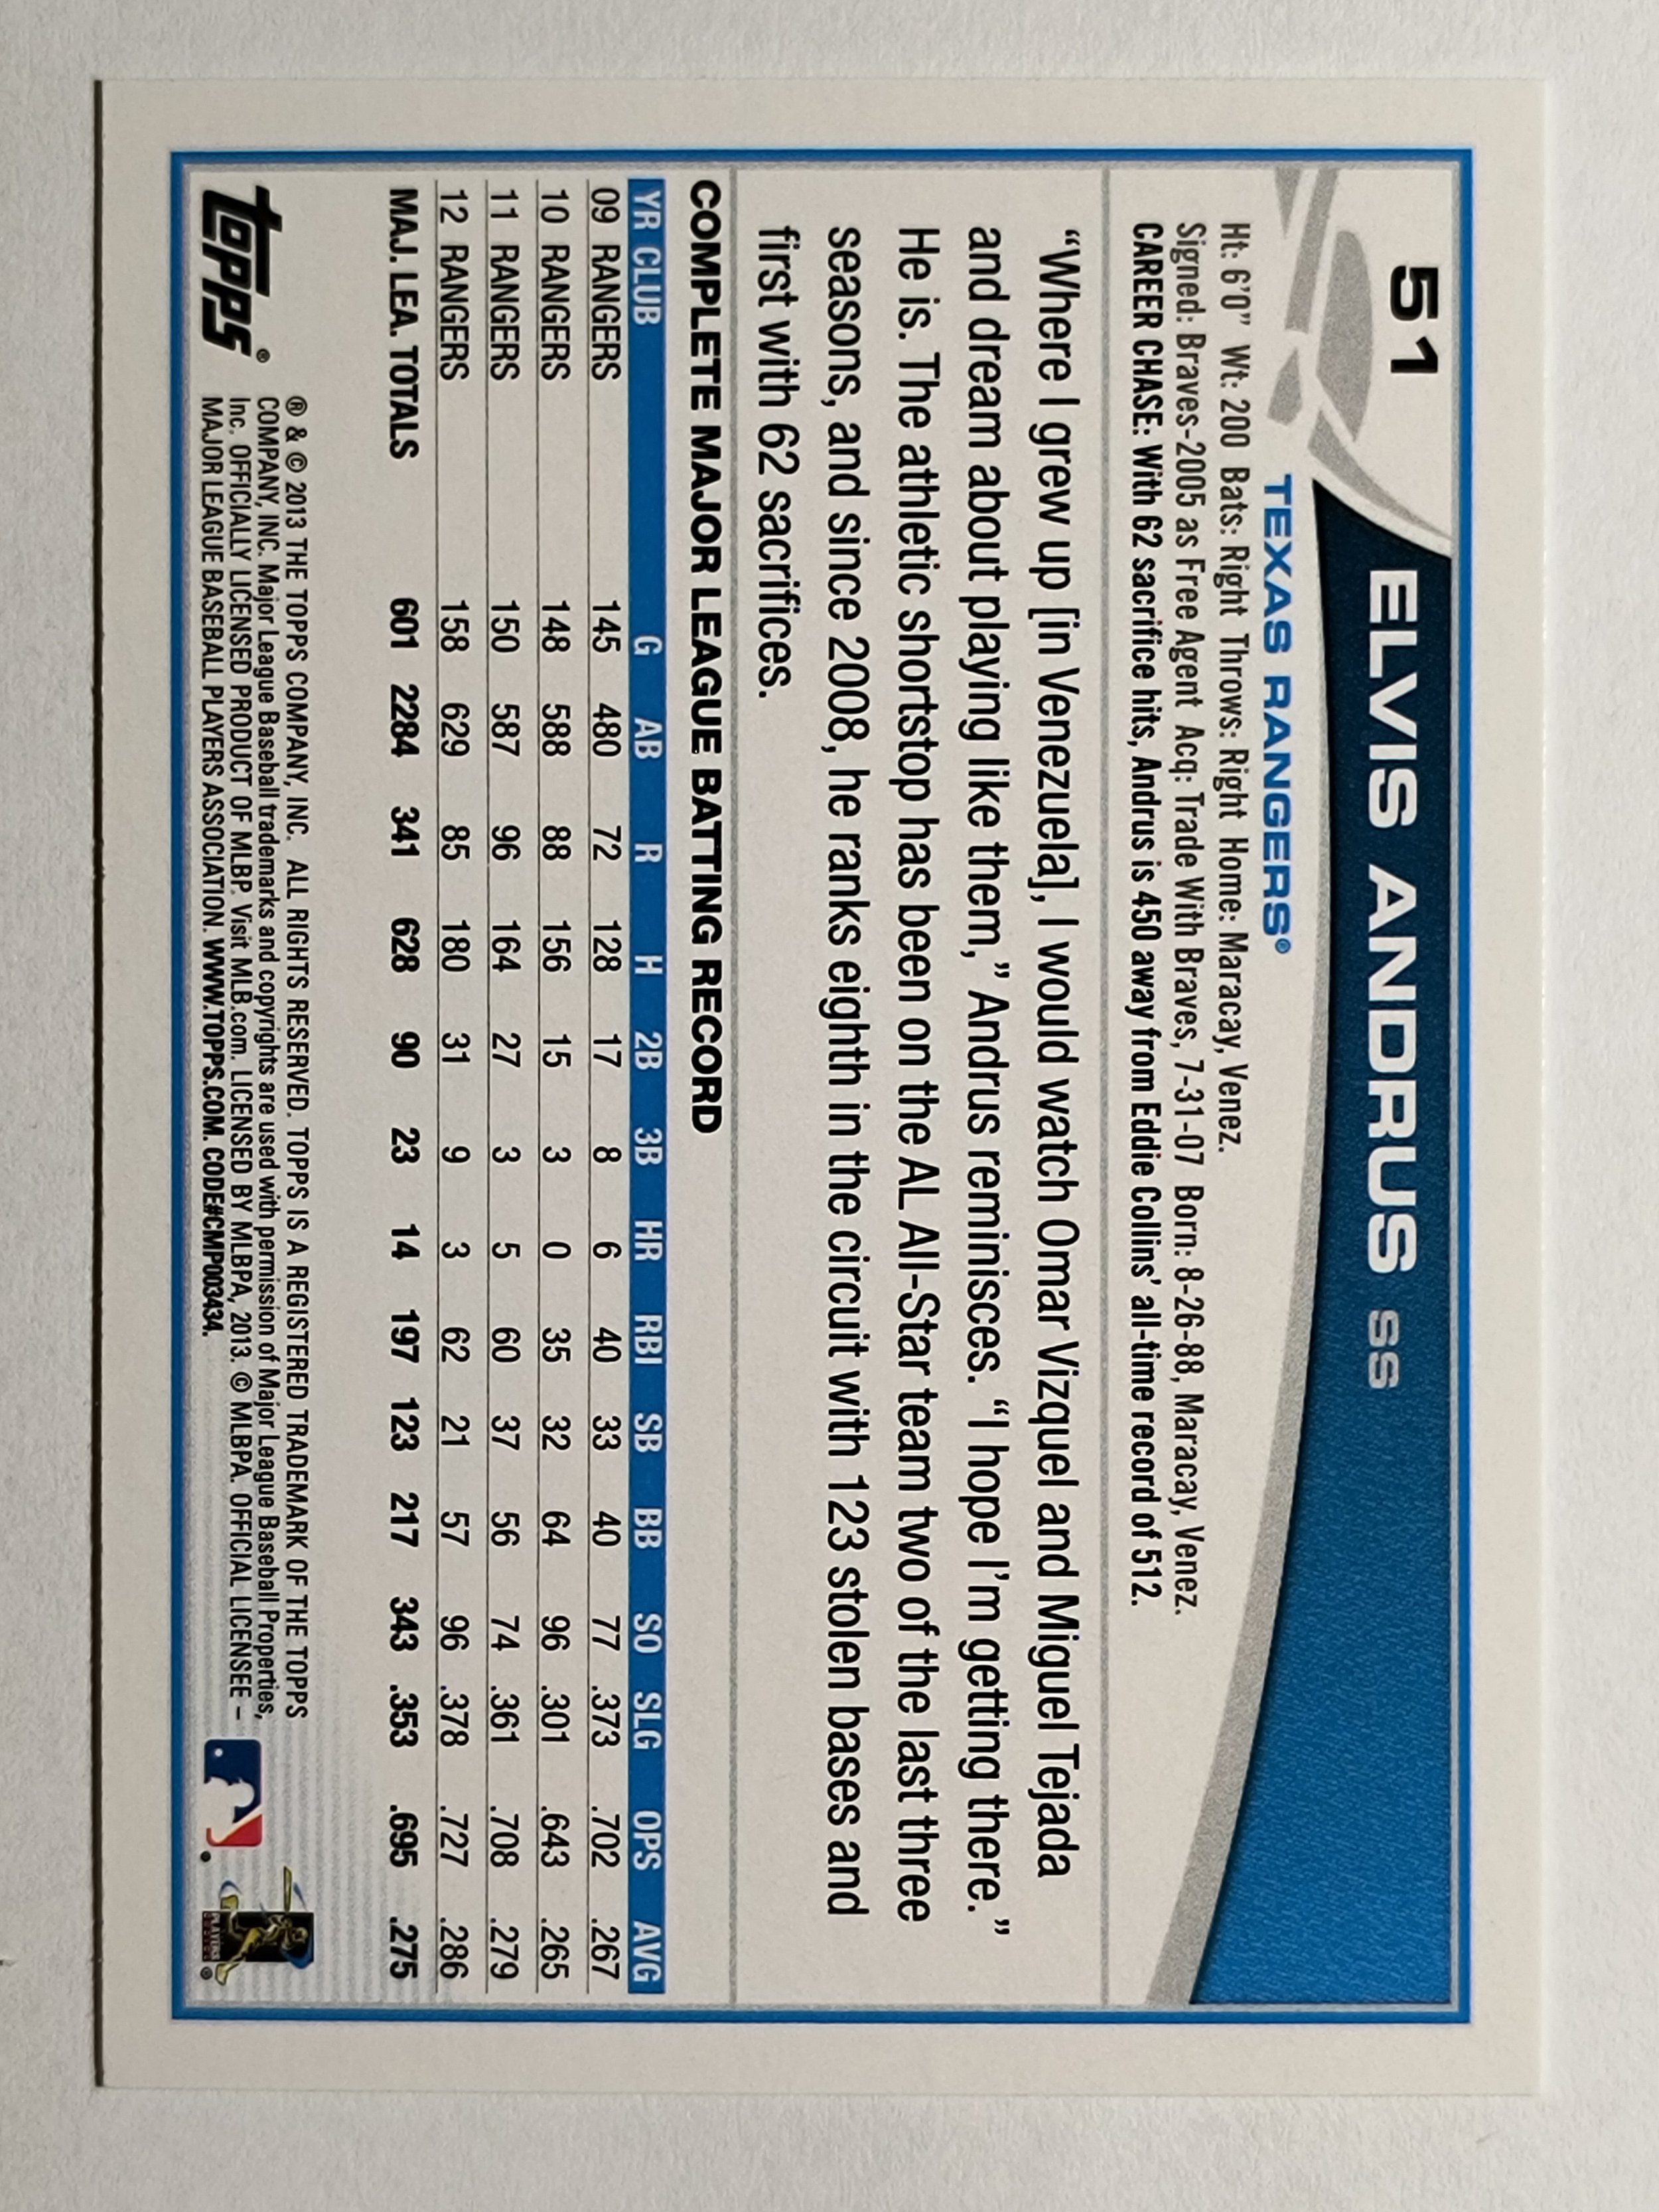 51 ELVIS ANDRUS SS
TEXAS RANGERS®
Ht: 6'0" Wt: 200 Bats: Right Throws: Right Home: Maracay, Venez.
Signed: Braves-2005 as Free Agent Acq: Trade With Braves, 7-31-07 Born: 8-26-88, Maracay, Venez.
CAREER CHASE: With 62 sacrifice hits, Andrus is 450 away from Eddie Collins' all-time record of 512.
“Where I grew up [in Venezuela], I would watch Omar Vizquel and Miguel Tejada
and dream about playing like them,” Andrus reminisces. “I hope I'm getting there.”
He is. The athletic shortstop has been on the AL All-Star team two of the last three
seasons, and since 2008, he ranks eighth in the circuit with 123 stolen bases and
first with 62 sacrifices.
COMPLETE MAJOR LEAGUE BATTING RECORD
YR CLUB G AB R H 2B 3B HR RBI SB BB SO SLG OPS AVG
09 RANGERS 145 480 72 128 17 8 6 40 33 40 77 .373 .702 .267
10 RANGERS 148 588 88 156 15 3 0 35 32 64 96 .301 .643 .265
11 RANGERS 150 587 96 164 27 3 5 60 37 56 74 .361 .708 .279
12 RANGERS 158 629 85 180 31 9 3 62 21 57 96 .378 .727 .286
MAJ. LEA. TOTALS 601 2284 341 628 90 23 14 197 123 217 343 .353 .695 .275
topps®
® & © 2013 THE TOPPS COMPANY, INC. ALL RIGHTS RESERVED. TOPPS IS A REGISTERED TRADEMARK OF THE TOPPS
COMPANY, INC. Major League Baseball trademarks and copyrights are used with permission of Major League Baseball Properties,
Inc. OFFICIALLY LICENSED PRODUCT OF MLBP. Visit MLB.com. LICENSED BY MLBPA, 2013. © MLBPA. OFFICIAL LICENSEE –
MAJOR LEAGUE BASEBALL PLAYERS ASSOCIATION. WWW.TOPPS.COM. CODE#CMP003434.
PLAYERS